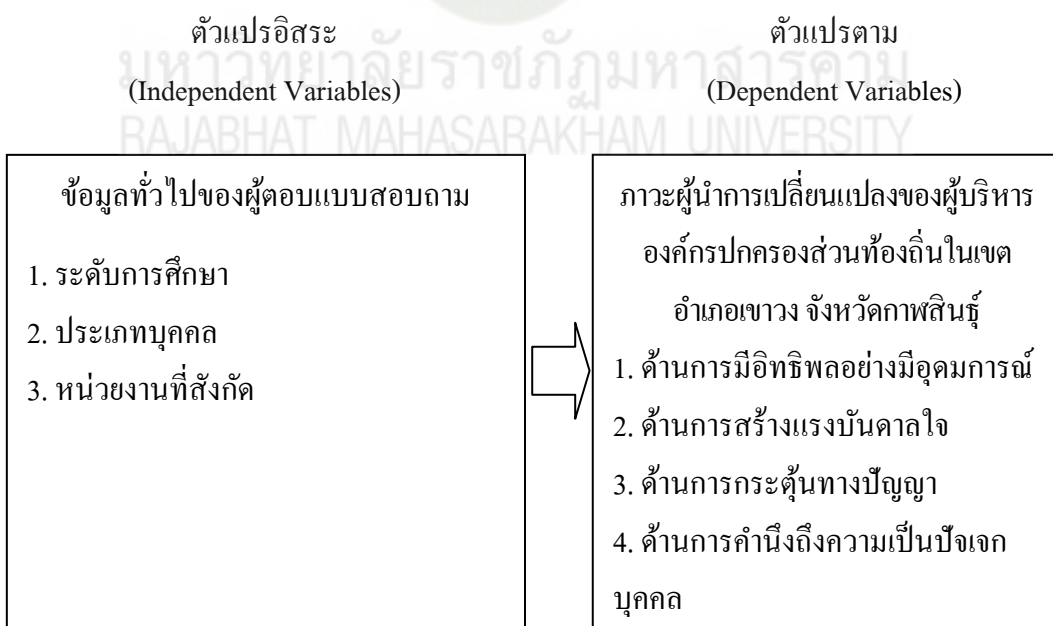 ตัวแปรอิสระ
(Independent Variables)
ตัวแปรตาม
(Dependent Variables)
มหาวิทยาลัยราชภัฏมหาสารคาม
RAJABHAT MAHASARAKHAM UNIVERSITY
ข้อมูลทั่วไปของผู้ตอบแบบสอบถาม
1. ระดับการศึกษา
2. ประเภทบุคคล
3. หน่วยงานที่สังกัด
ภาวะผู้นำการเปลี่ยนแปลงของผู้บริหาร
องค์กรปกครองส่วนท้องถิ่นในเขต
อำเภอเขาวง จังหวัดกาฬสินธุ์
1. ด้านการมีอิทธิพลอย่างมีอุดมการณ์
2. ด้านการสร้างแรงบันดาลใจ
3. ด้านการกระตุ้นทางปัญญา
4. ด้านการคำนึงถึงความเป็นปัจเจก
บุคคล